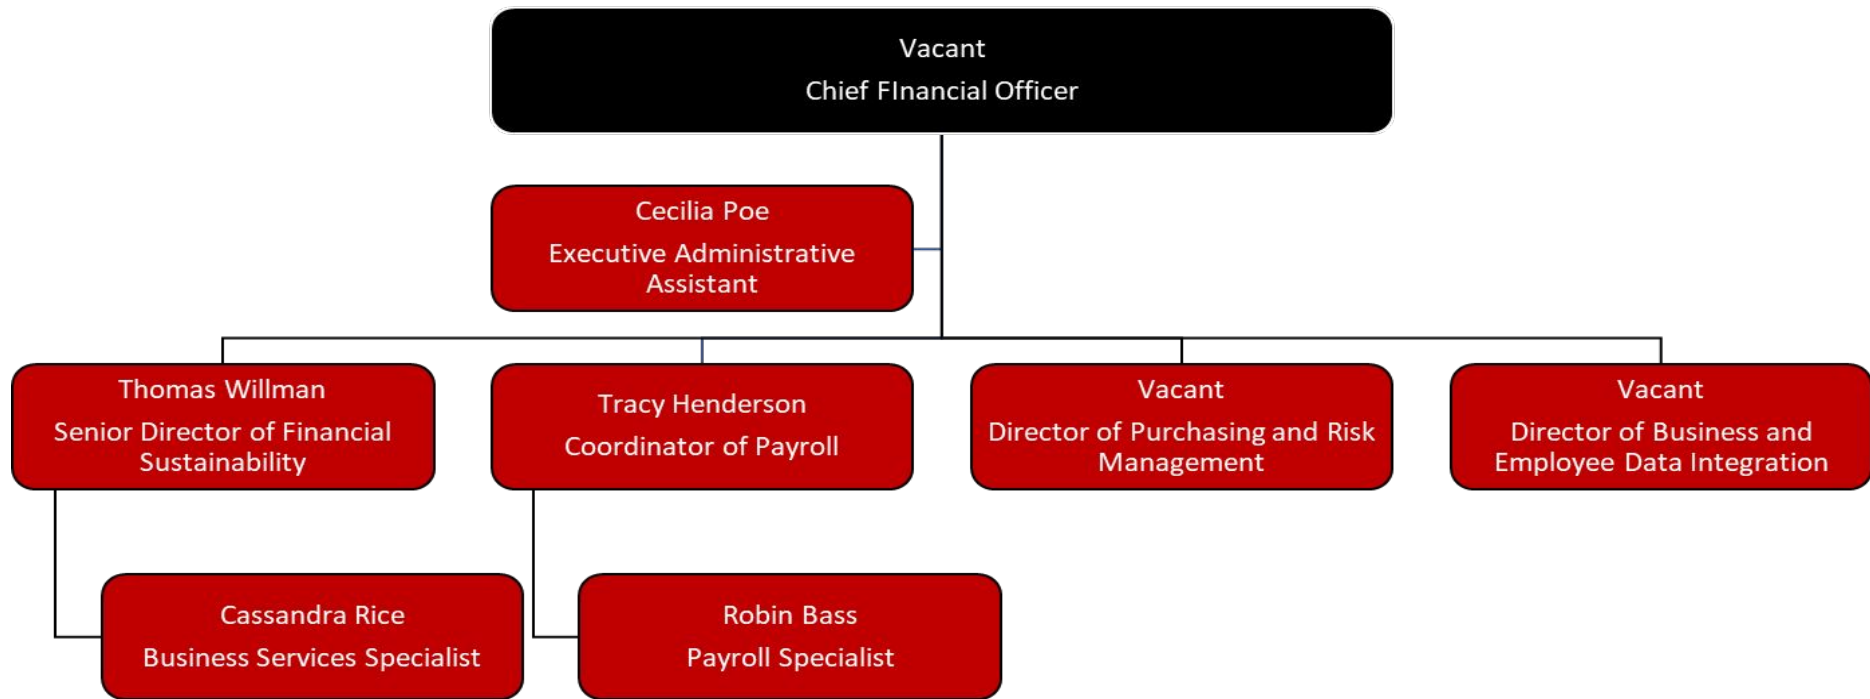 Vacant
Chief FInancial Officer
Cecilia Poe
Executive Administrative
Assistant
Thomas Willman
Senior Director of Financial
Sustainability
Tracy Henderson
Coordinator of Payroll
Vacant
Director of Purchasing and Risk
Management
Vacant
Director of Business and
Employee Data Integration
Cassandra Rice
Business Services Specialist
Robin Bass
Payroll Specialist